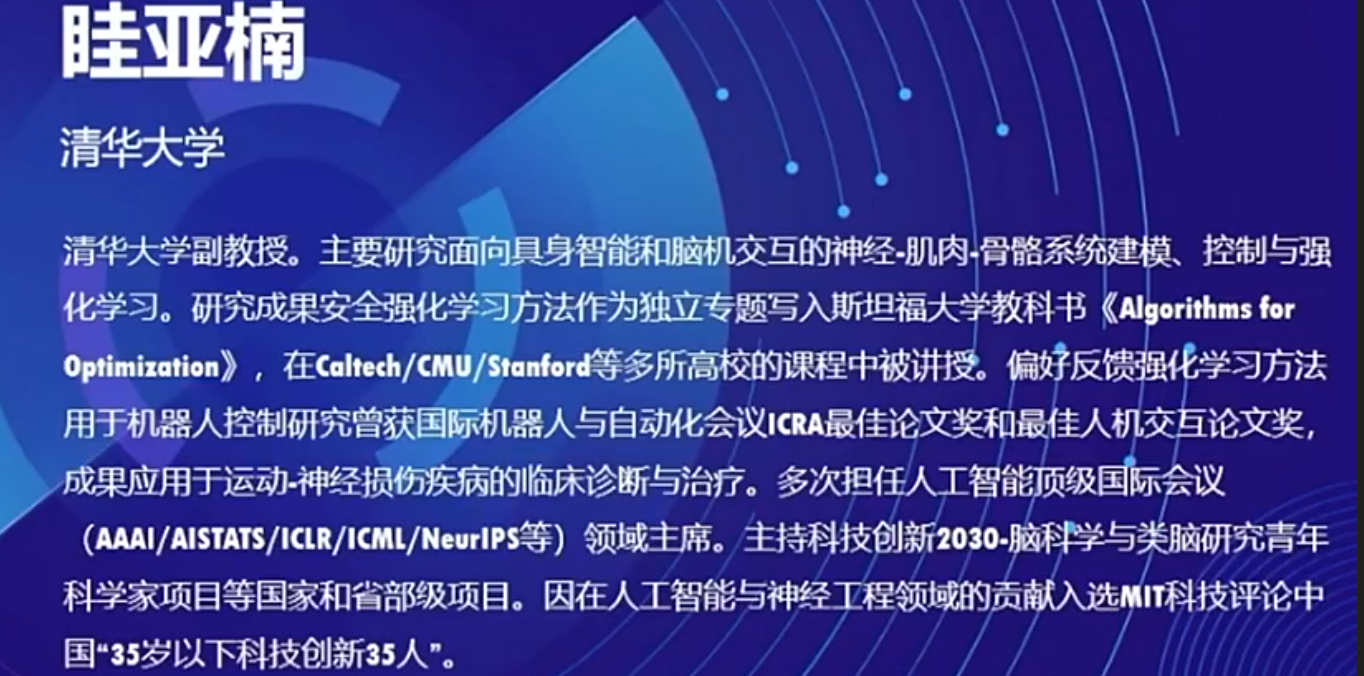 眭亚楠
清华大学
清华大学副教授。主要研究面向具身智能和脑机交互的神经-肌肉-骨骼系统建模、控制与强
化学习。研究成果安全强化学习方法作为独立专题写入斯坦福大学教科书《Algorithms for
Optimization》，在Caltech/CMU/Stanford等多所高校的课程中被讲授。偏好反馈强化学习方法
用于机器人控制研究曾获国际机器人与自动化会议ICRA最佳论文奖和最佳人机交互论文奖，
成果应用于运动-神经损伤疾病的临床诊断与治疗。多次担任人工智能顶级国际会议
（AAAI/AISTATS/ICLR/ICML/NeurIPS等）领域主席。主持科技创新2030-脑科学与类脑研究青年
科学家项目等国家和省部级项目。因在人工智能与神经工程领域的贡献入选MIT科技评论中
国“35岁以下科技创新35人”。